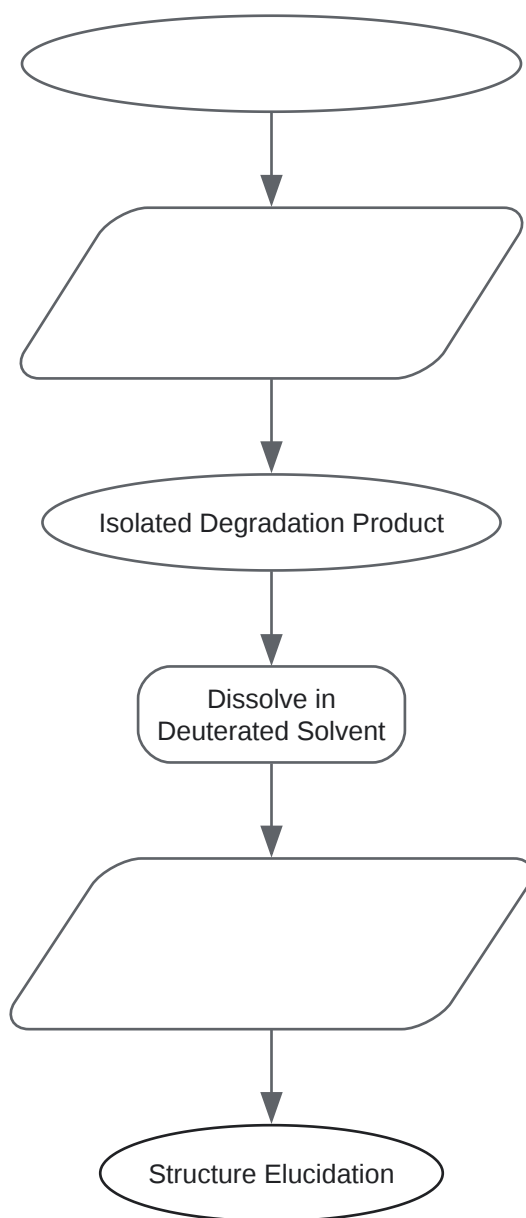 Isolated Degradation Product
Dissolve in
Deuterated Solvent
Structure Elucidation